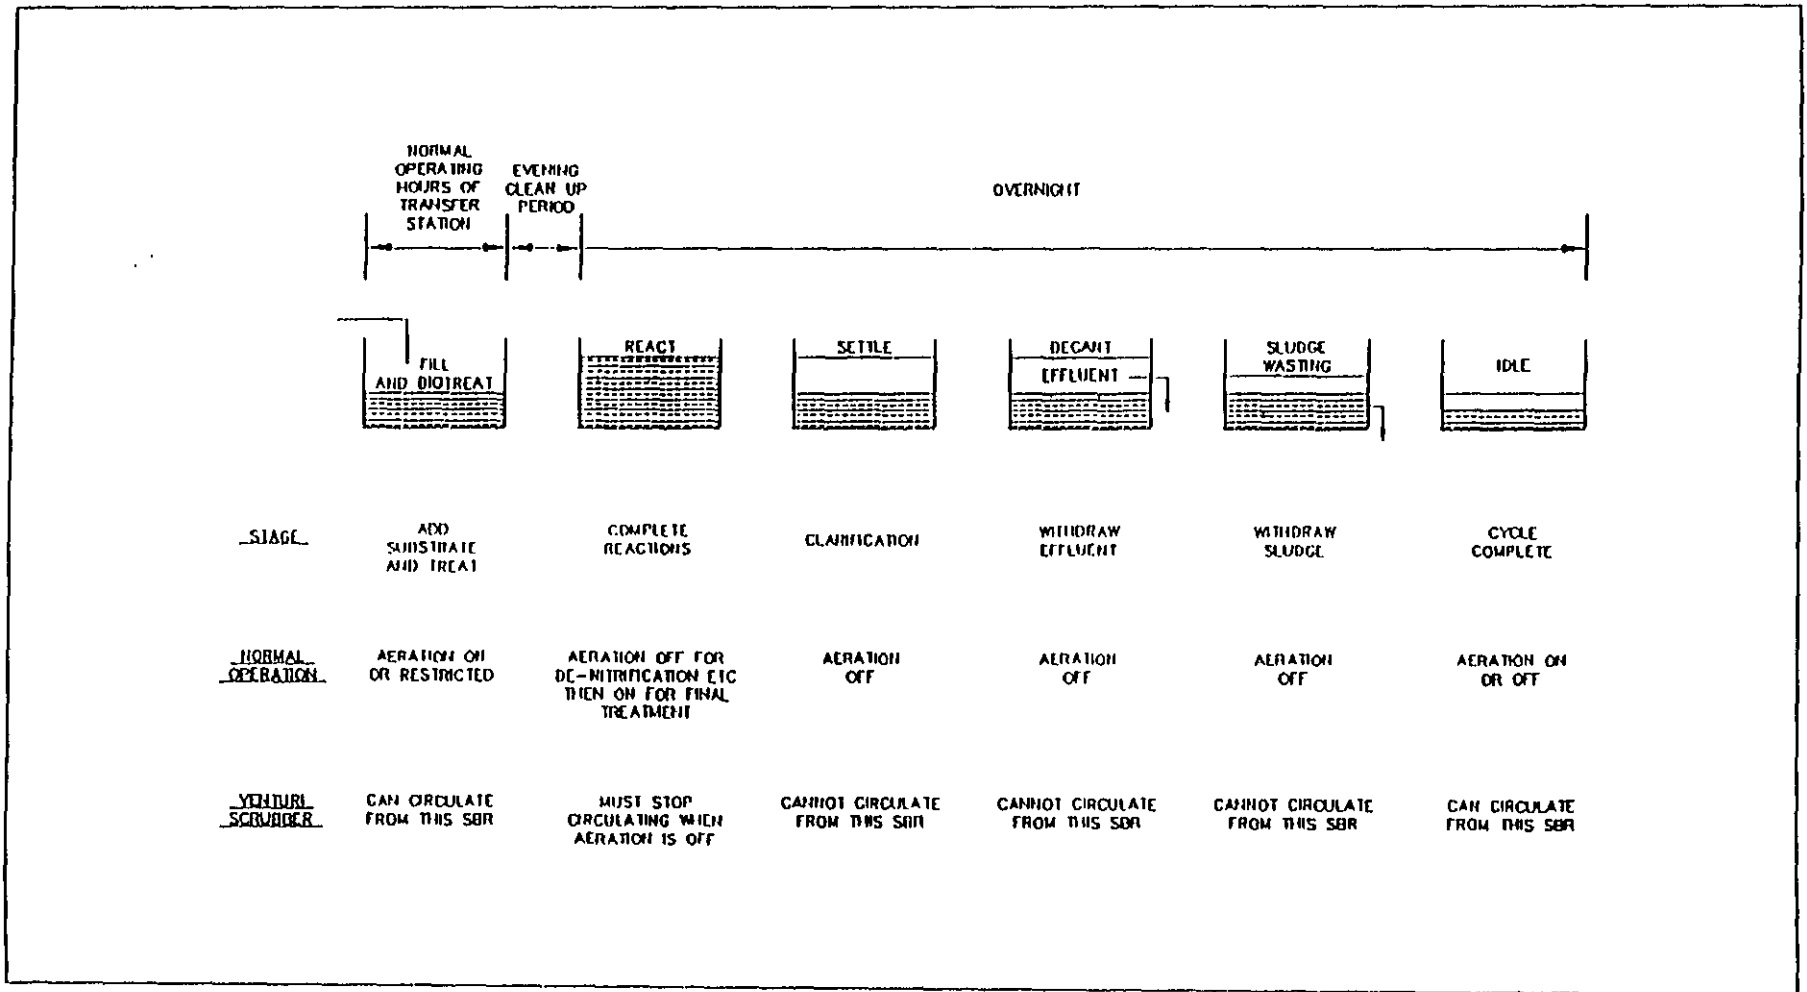 NORMAL
OPERATING
HOURS OF
TRANSFER
STATION
EVENING
CLEAN UP
PERIOD
OVERNIGHT
FILL
AND BIOTREAT
REACT
SETTLE
DECANT
EFFLUENT
SLUDGE
WASTING
IDLE
STAGE
ADD
SUBSTRATE
AND TREAT
COMPLETE
REACTIONS
CLARIFICATION
WITHDRAW
EFFLUENT
WITHDRAW
SLUDGE
CYCLE
COMPLETE
NORMAL
OPERATION
AERATION ON
OR RESTRICTED
AERATION OFF FOR
DE-NITRIFICATION ETC
THEN ON FOR FINAL
TREATMENT
AERATION
OFF
AERATION
OFF
AERATION
OFF
AERATION ON
OR OFF
VENTURI
SCRUBBER
CAN CIRCULATE
FROM THIS SBR
MUST STOP
CIRCULATING WHEN
AERATION IS OFF
CANNOT CIRCULATE
FROM THIS SBR
CANNOT CIRCULATE
FROM THIS SBR
CANNOT CIRCULATE
FROM THIS SBR
CAN CIRCULATE
FROM THIS SBR